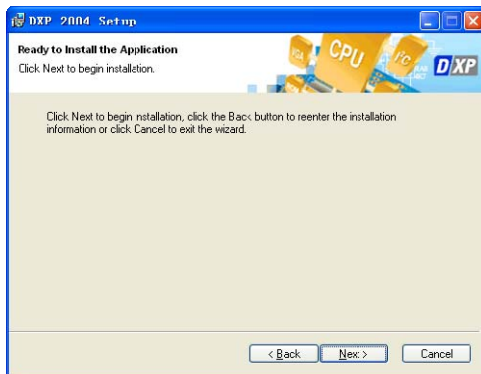 DXP 2004 Setup
Ready to Install the Application
Click Next to begin installation.
CPU
I²C
DXP
Click Next to begin nstallation, click the Back button to reenter the installation
information or click Cancel to exit the wizard.
< Back
Next >
Cancel